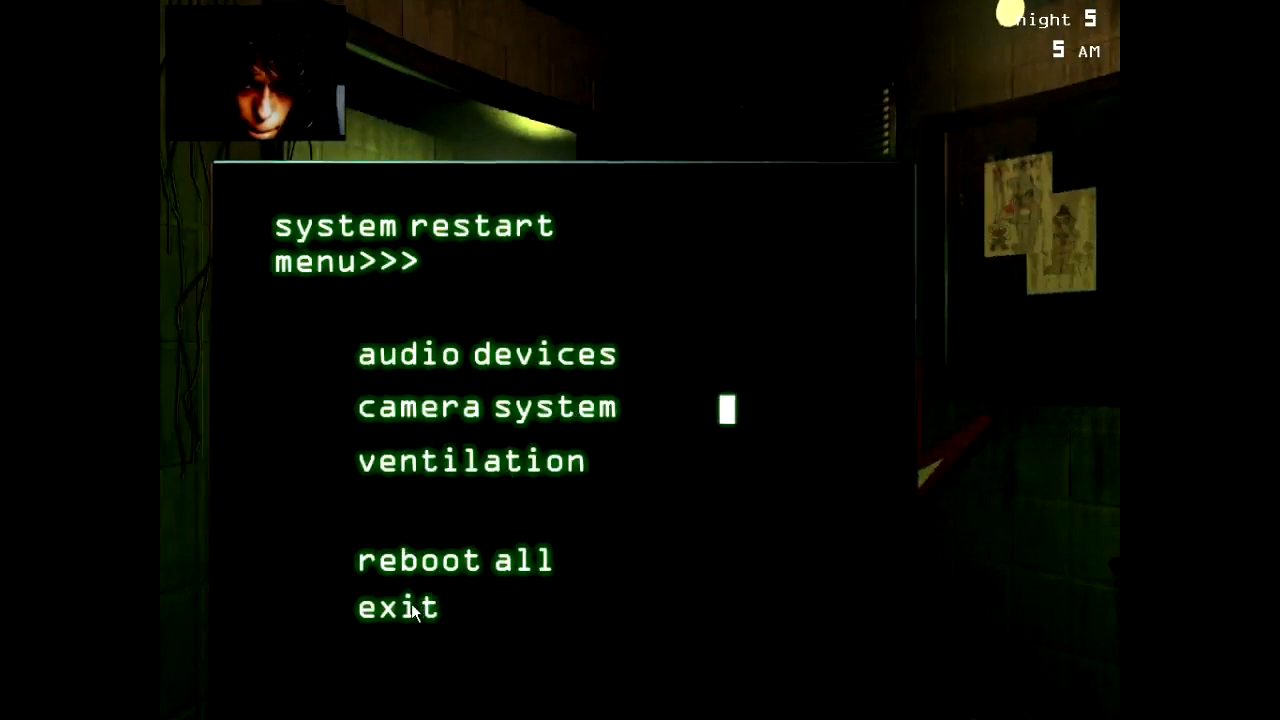 night 5
5 AM
system restart
menu>>>
audio devices
camera system
ventilation
reboot all
exit